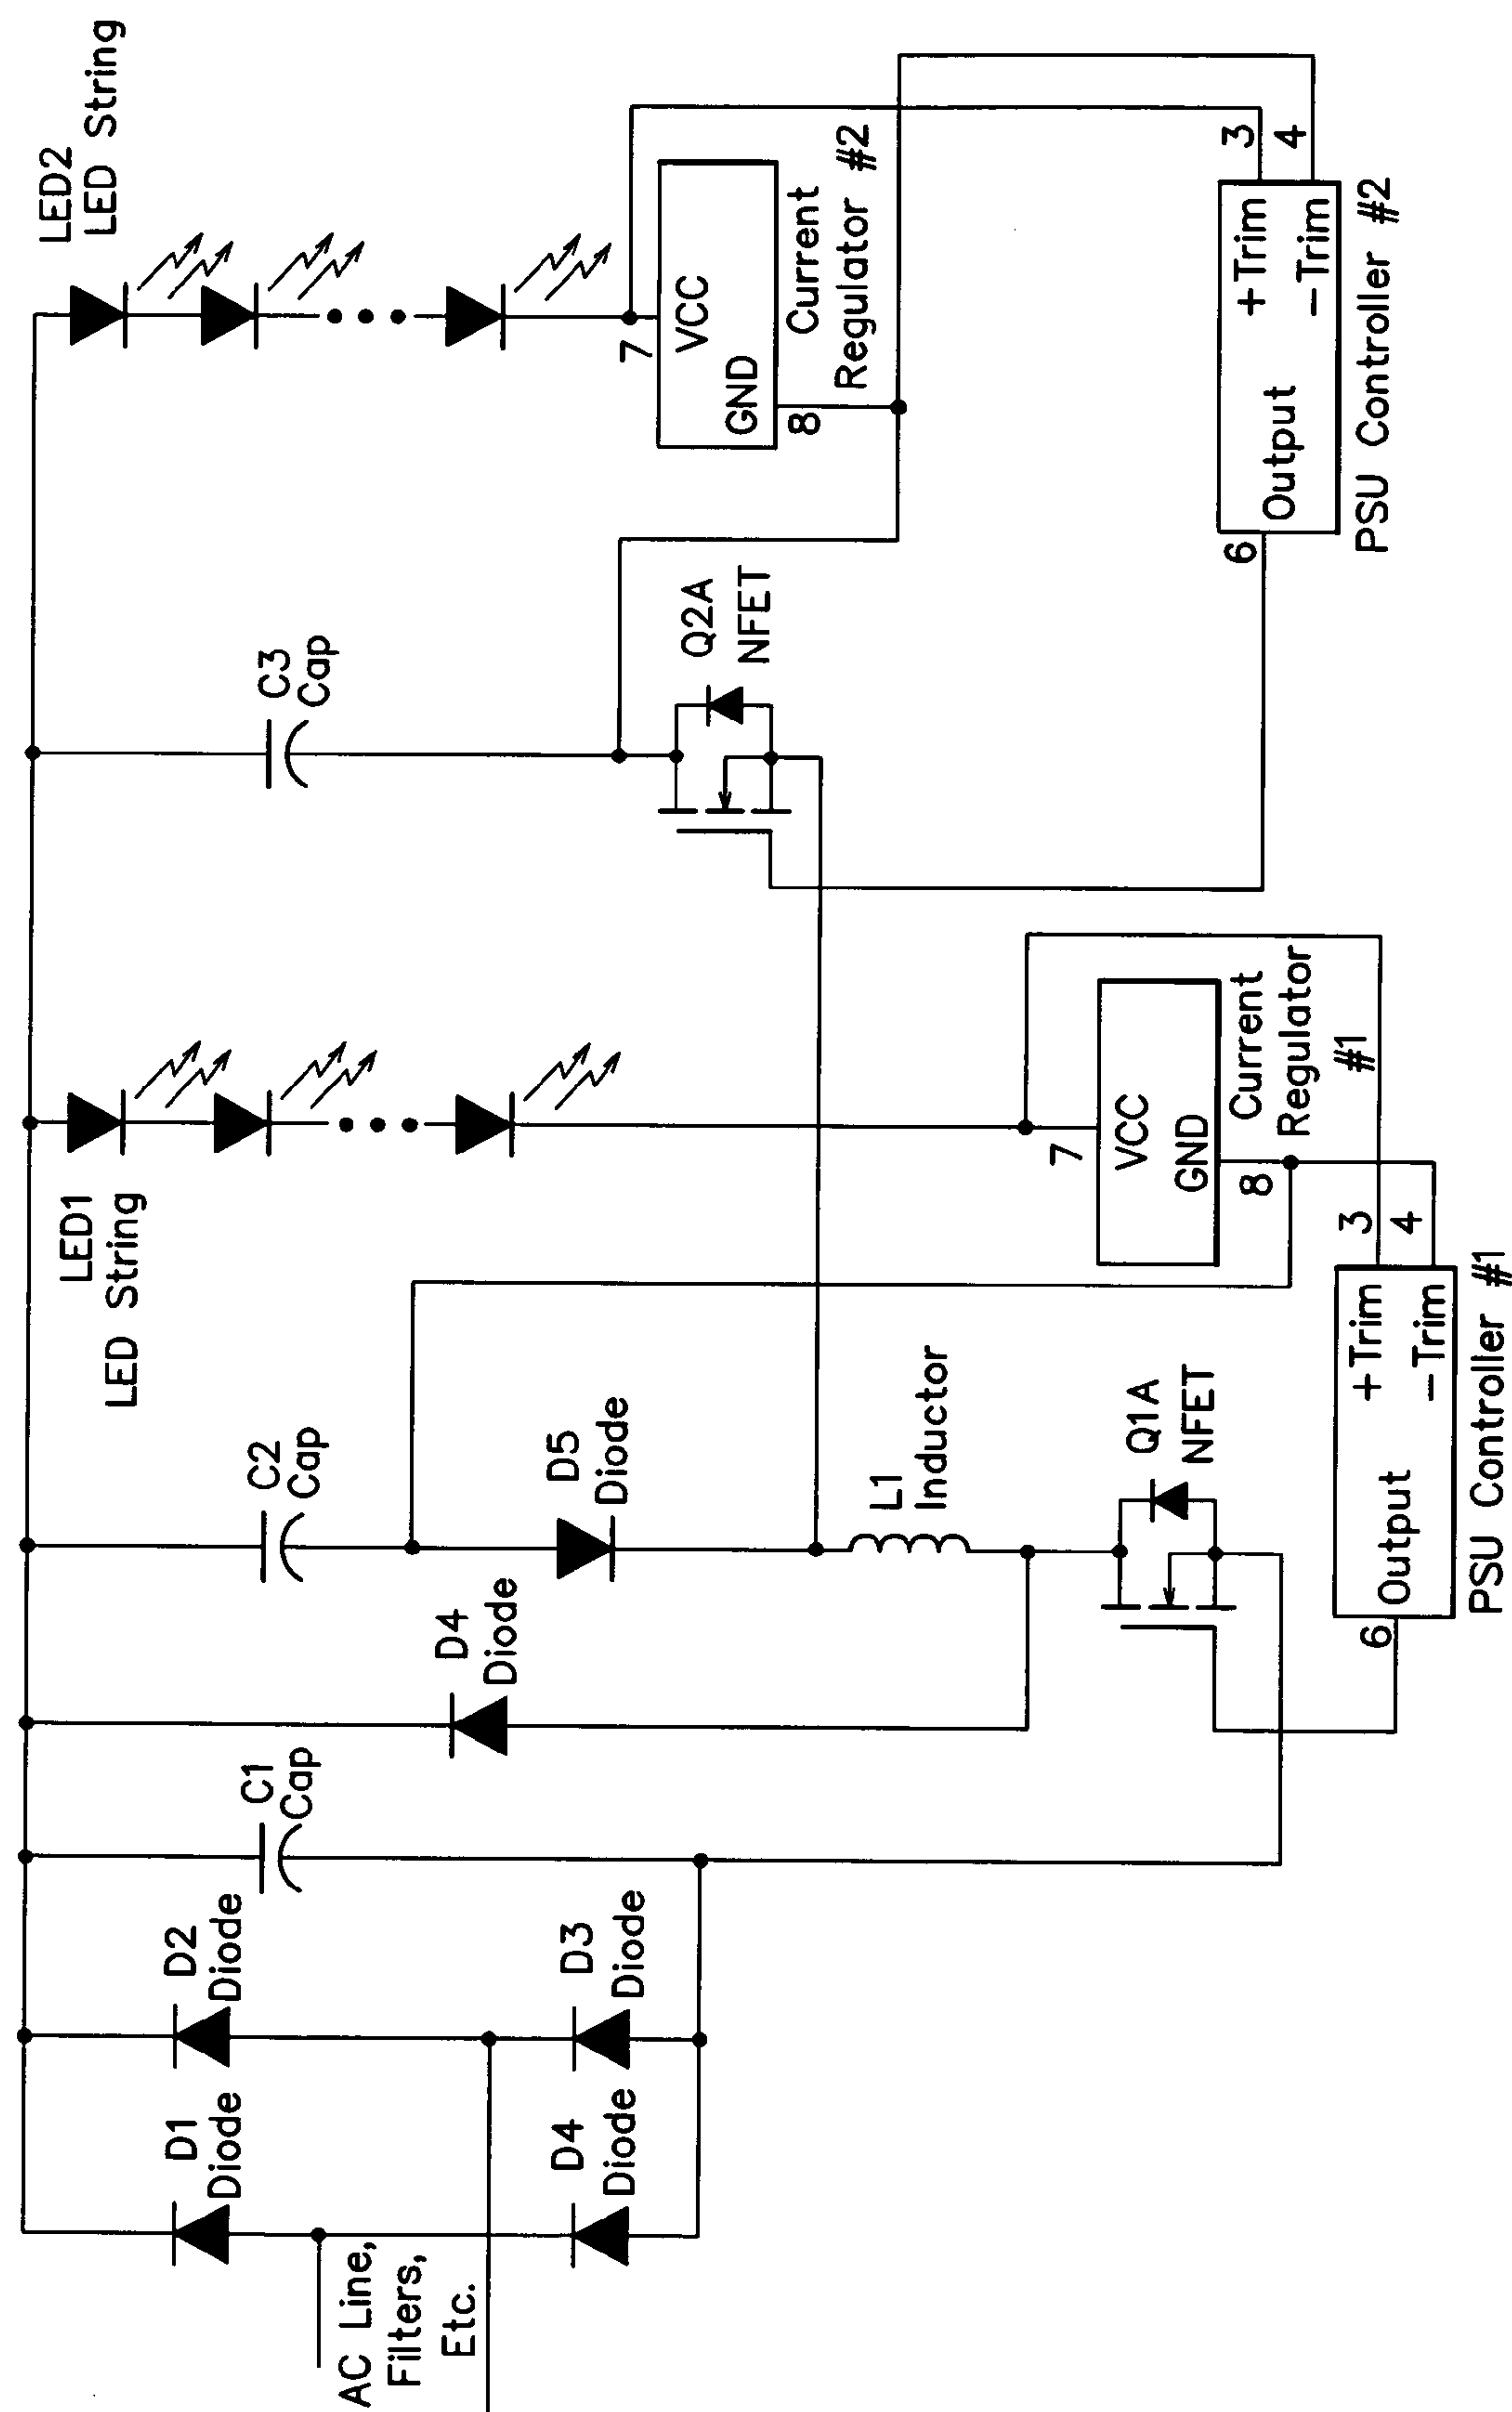 AC Line,
Filters,
Etc.
D1
Diode
D4
Diode
D2
Diode
D3
Diode
C1
Cap
D4
Diode
C2
Cap
D5
Diode
L1
Inductor
Q1A
NFET
6
Output
+Trim
-Trim
3
4
PSU Controller #1
LED1
LED String
7
VCC
GND
8
Current
Regulator
#1
C3
Cap
Q2A
NFET
LED2
LED String
7
VCC
GND
8
Current
Regulator #2
6
Output
+Trim
-Trim
3
4
PSU Controller #2